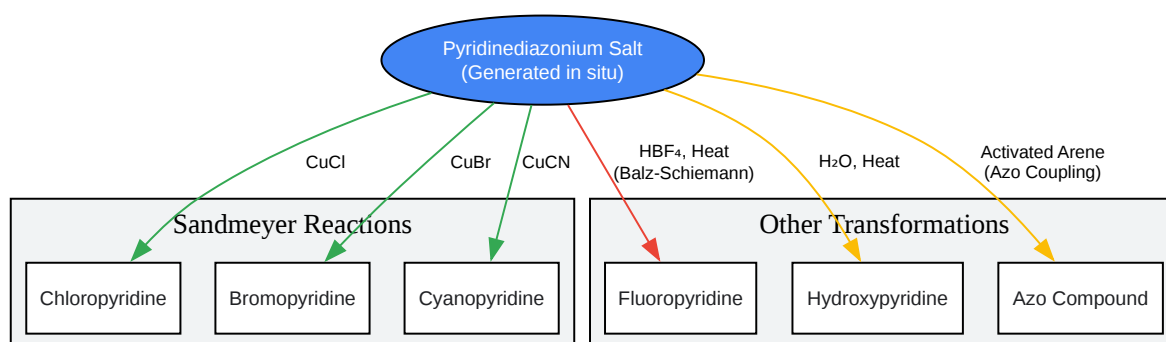 Pyridinediazonium Salt
(Generated in situ)
CuCl
CuBr
CuCN
HBF₄, Heat
(Balz-Schiemann)
H₂O, Heat
Activated Arene
(Azo Coupling)
Sandmeyer Reactions
Other Transformations
Chloropyridine
Bromopyridine
Cyanopyridine
Fluoropyridine
Hydroxypyridine
Azo Compound